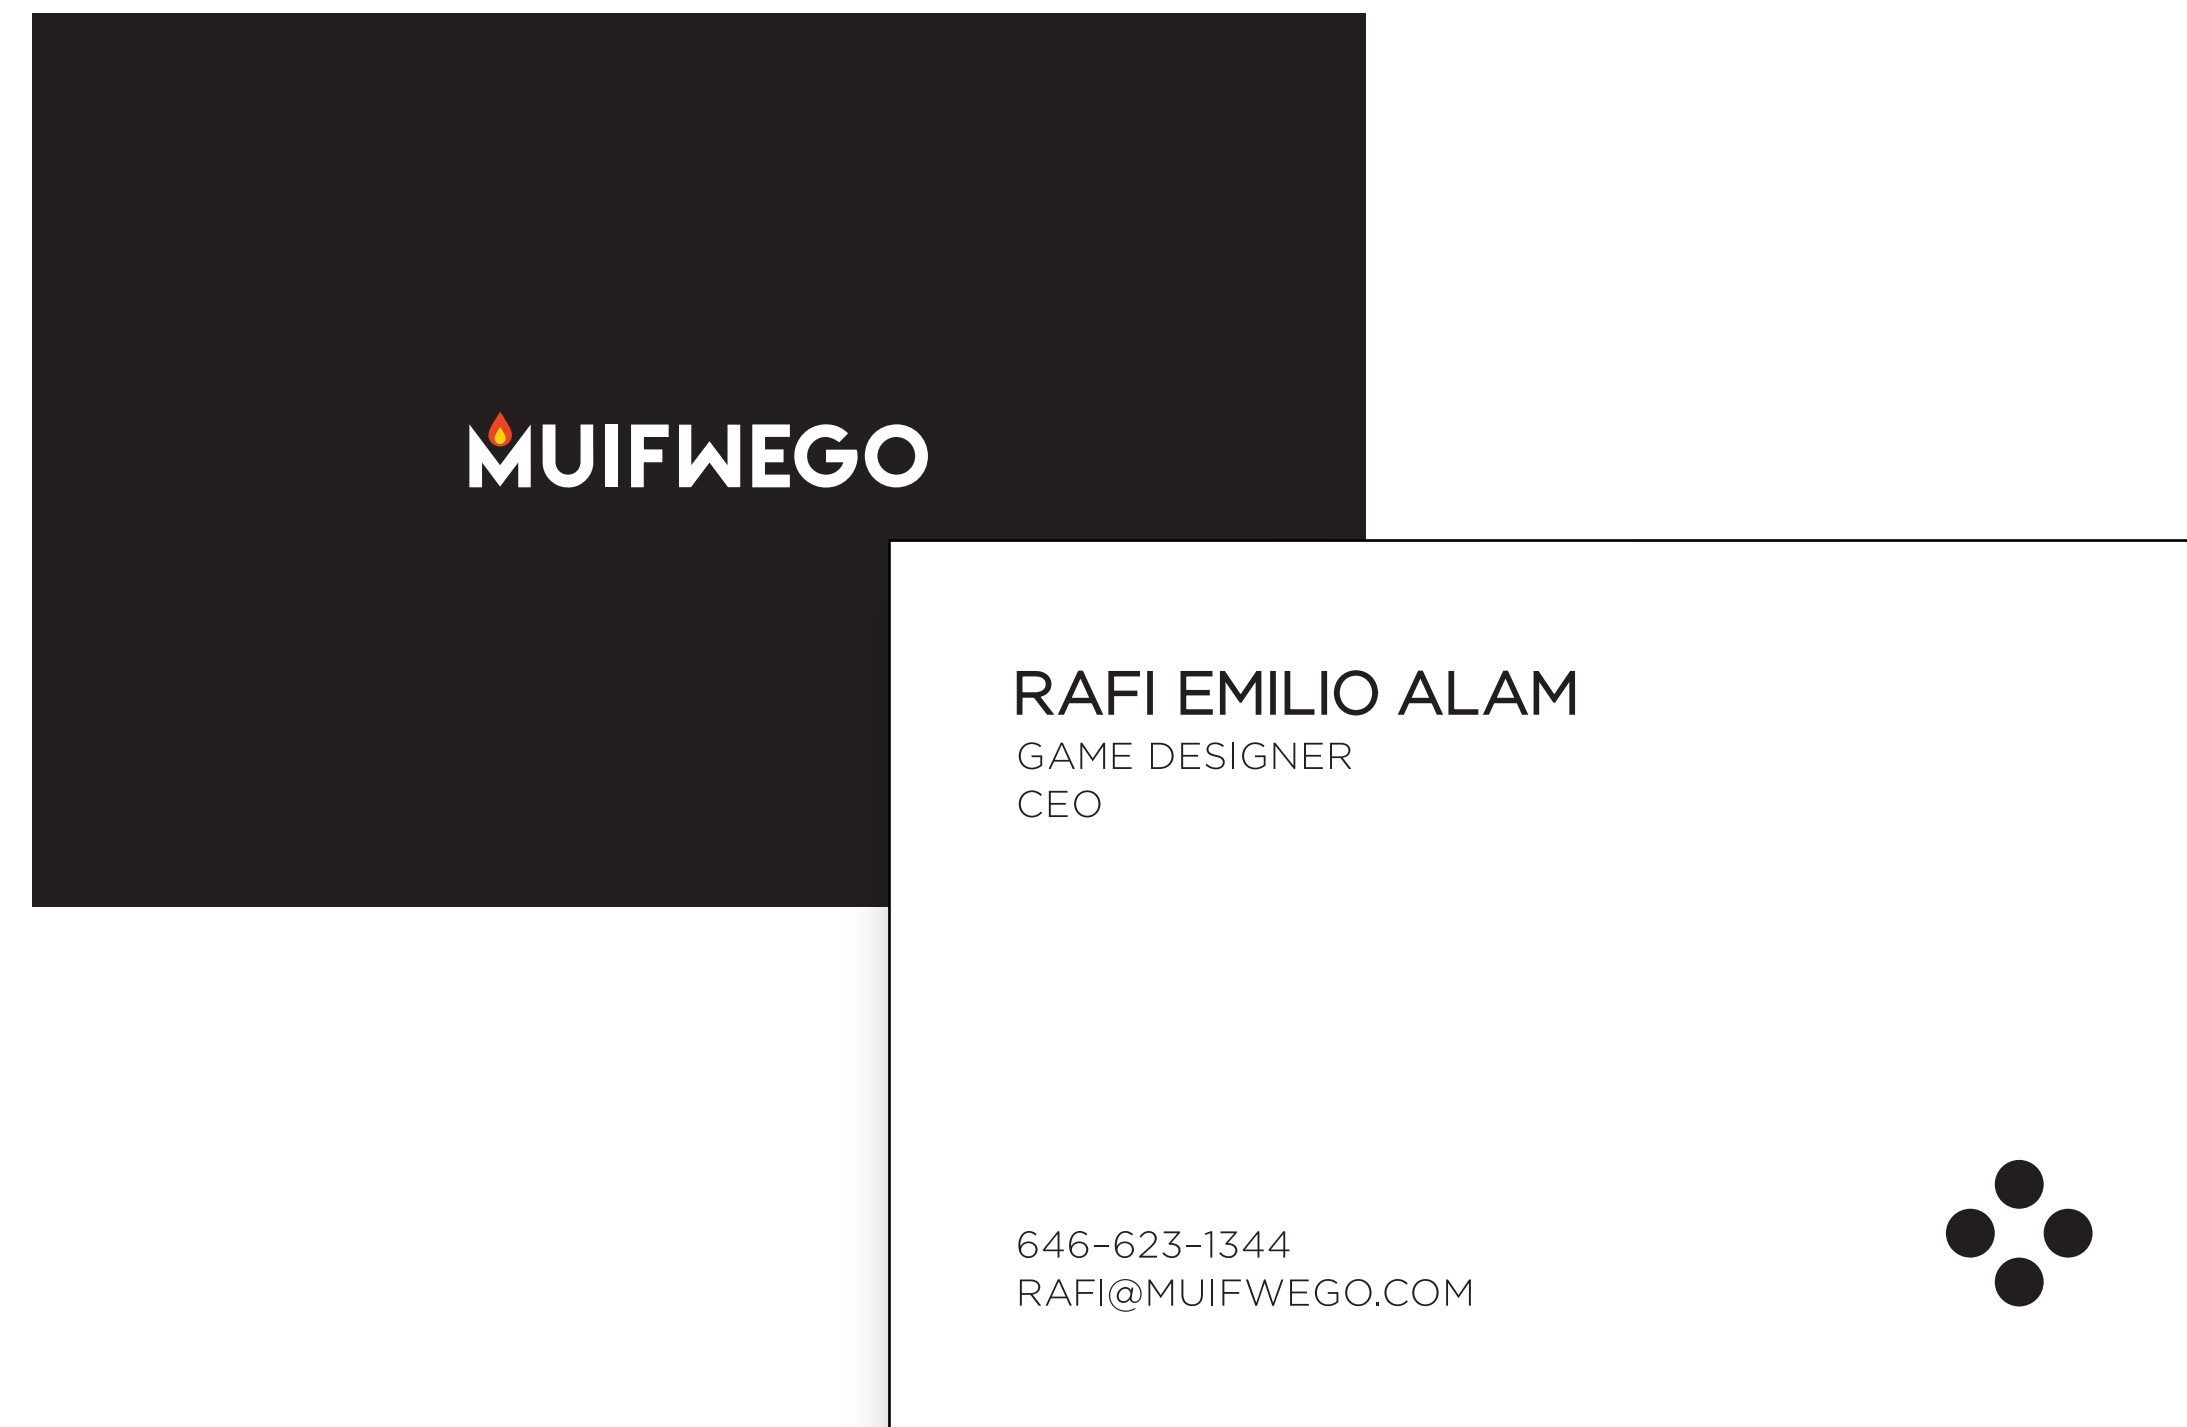 MUIFWEGO
RAFI EMILIO ALAM
GAME DESIGNER
CEO
646-623-1344
RAFI@MUIFWEGO.COM